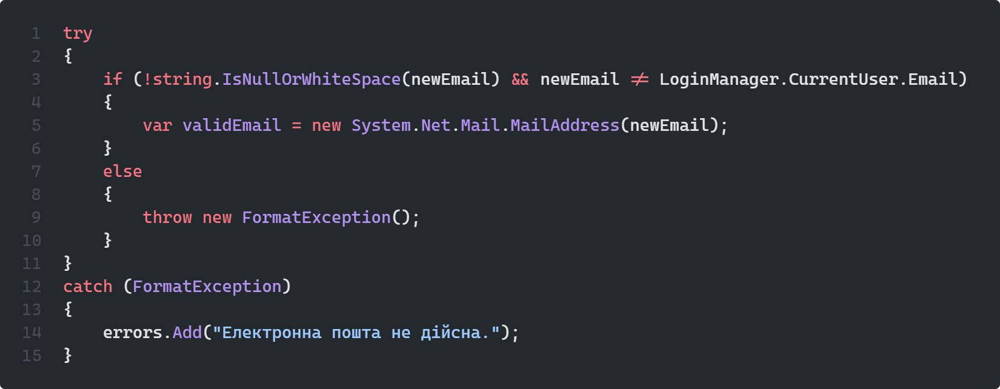 1 try
2 {
3     if (!string.IsNullOrWhiteSpace(newEmail) && newEmail != LoginManager.CurrentUser.Email)
4     {
5         var validEmail = new System.Net.Mail.MailAddress(newEmail);
6     }
7     else
8     {
9         throw new FormatException();
10     }
11 }
12 catch (FormatException)
13 {
14     errors.Add("Електронна пошта не дійсна.");
15 }